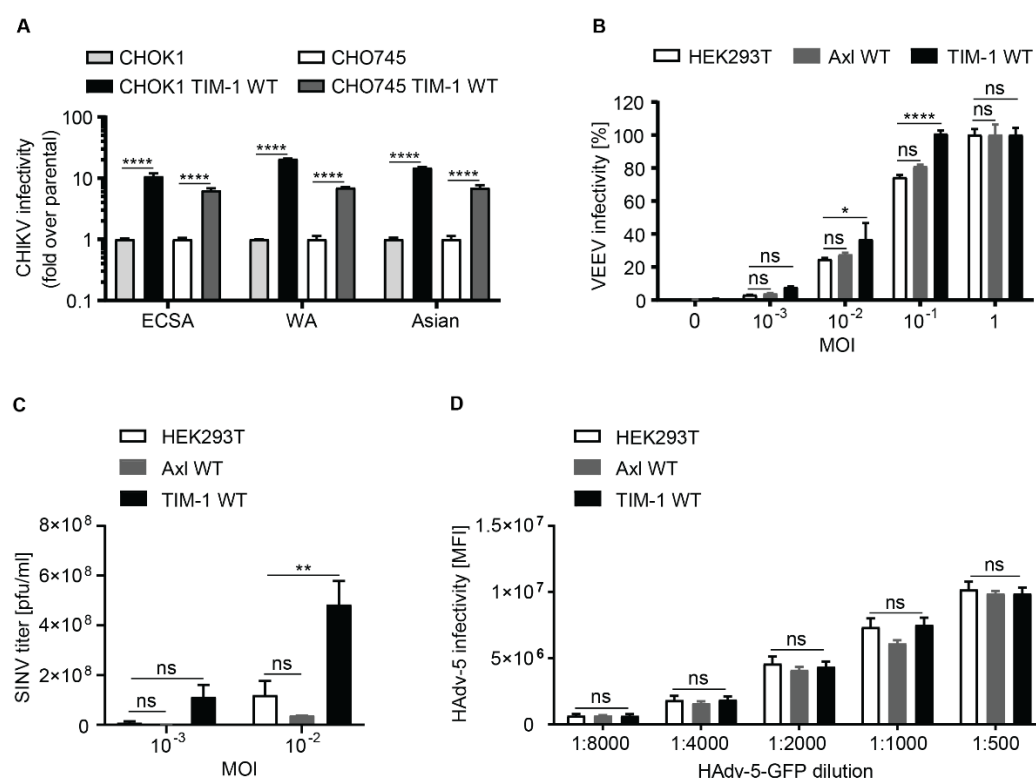 A
CHOK1
CHO745
CHOK1 TIM-1 WT
CHO745 TIM-1 WT
CHIKV infectivity
(fold over parental)
100
10
1
0.1
**** **** **** **** **** ****
ECSA WA Asian
B
HEK293T Axl WT TIM-1 WT
VEEV infectivity [%]
120
100
80
60
40
20
0
ns
ns
ns
ns
*
ns
****
ns
0 10⁻³ 10⁻² 10⁻¹ 1
MOI
C
HEK293T
Axl WT
TIM-1 WT
SINV titer [pfu/ml]
8×10⁸
6×10⁸
4×10⁸
2×10⁸
0
ns
ns
**
ns
10⁻³ 10⁻²
MOI
D
HEK293T
Axl WT
TIM-1 WT
HAdv-5 infectivity [MFI]
1.5×10⁷
1×10⁷
5×10⁶
0
ns ns ns ns ns
1:8000 1:4000 1:2000 1:1000 1:500
HAdv-5-GFP dilution